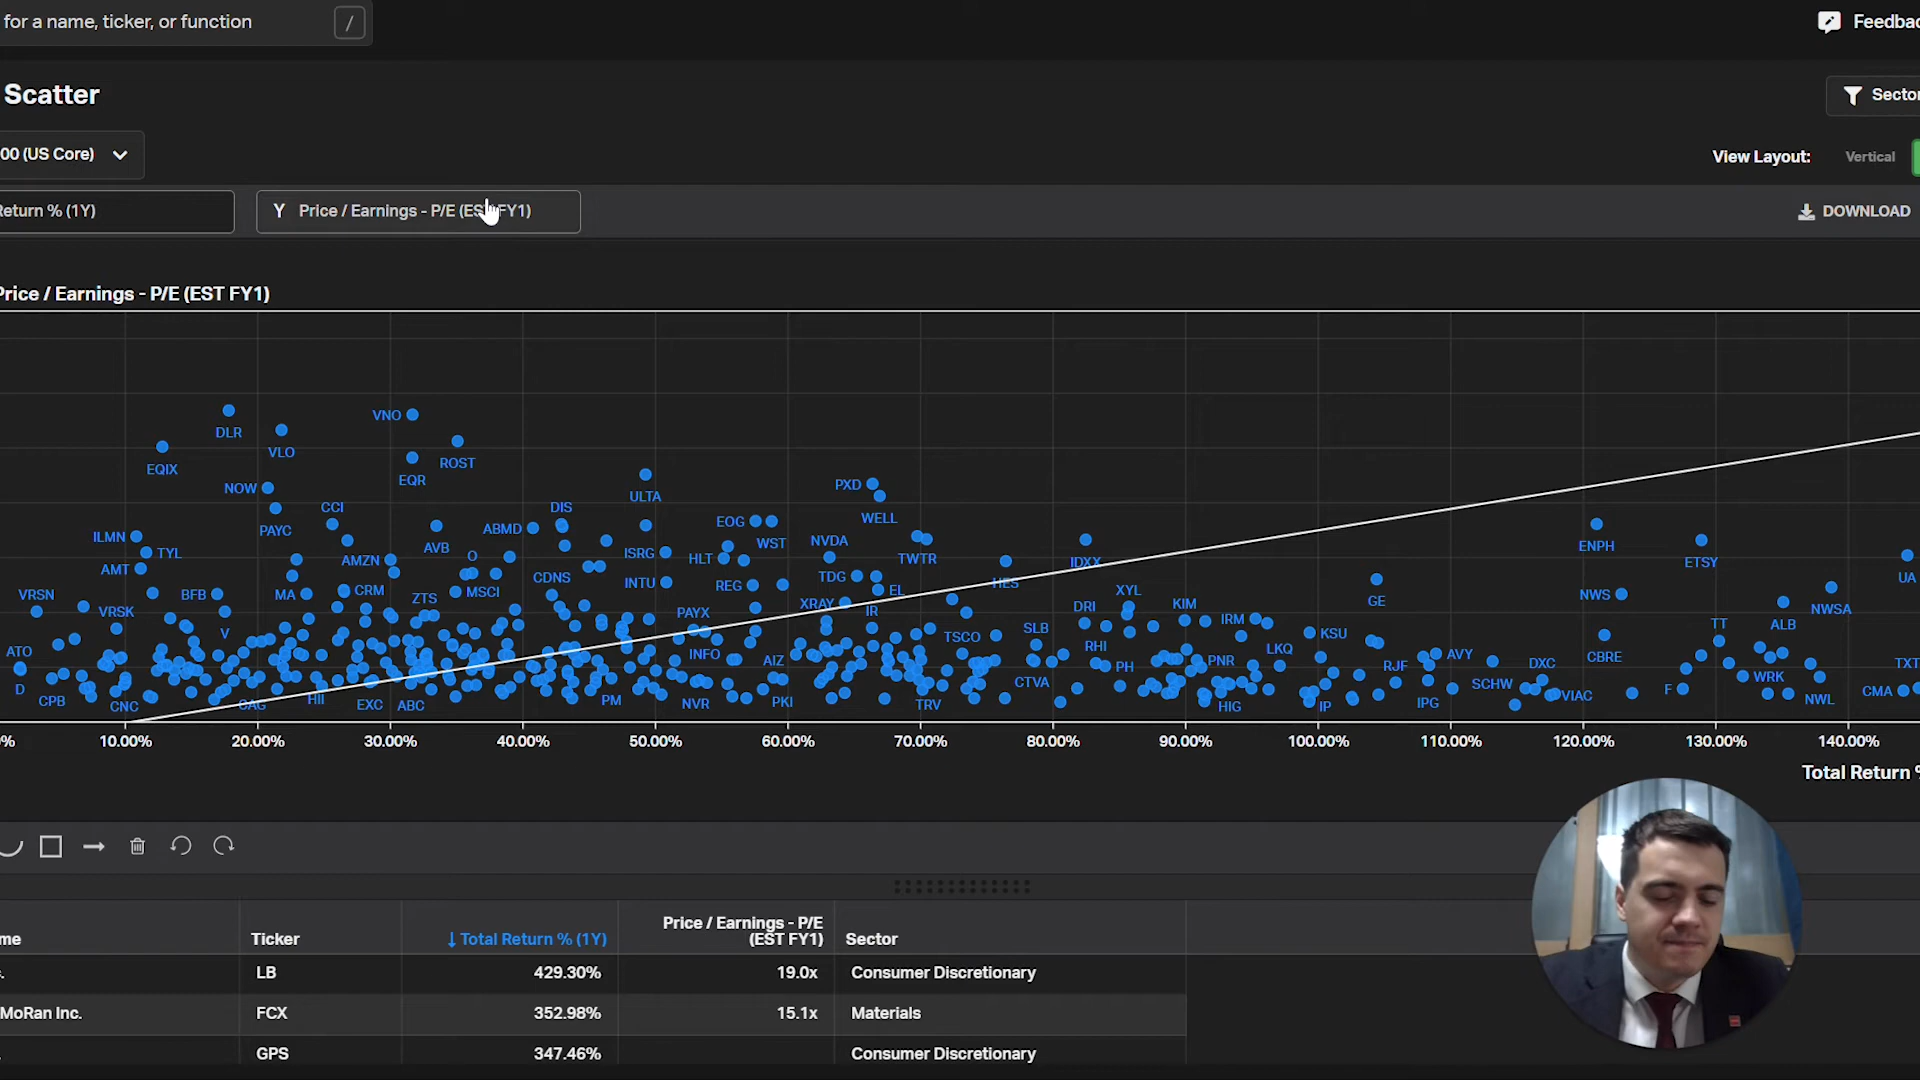 for a name, ticker, or function
/
Feedbac
Scatter
Sector
00 (US Core)
View Layout:
Vertical
Return % (1Y)
Y Price / Earnings - P/E (EST FY1)
DOWNLOAD
Price / Earnings - P/E (EST FY1)
DLR
VNO
VLO
ROST
EQIX
EQR
NOW
ULTA
PXD
CCI
DIS
WELL
PAYC
ABMD
EOG
ILMN
TYL
AVB
WST
NVDA
ENPH
AMT
AMZN
O
ISRG
HLT
TWTR
IDXX
ETSY
CDNS
INTU
TDG
HES
UA
VRSN
BFB
MA
CRM
MSCI
REG
EL
XYL
NWS
ZTS
XRAY
DRI
KIM
GE
NWSA
VRSK
PAYX
IR
IRM
ALB
V
TSCO
SLB
KSU
TT
ATO
INFO
AIZ
RHI
PNR
LKQ
AVY
CBRE
D
CTVA
PH
RJF
DXC
TXT
CPB
CNC
CAG
HII
EXC
ABC
PM
NVR
PKI
TRV
HIG
IP
IPG
SCHW
VIAC
F
WRK
NWL
CMA
0%
10.00%
20.00%
30.00%
40.00%
50.00%
60.00%
70.00%
80.00%
90.00%
100.00%
110.00%
120.00%
130.00%
140.00%
Total Return %
me
Ticker
↓ Total Return % (1Y)
Price / Earnings - P/E
(EST FY1)
Sector
LB 429.30% 19.0x Consumer Discretionary
MoRan Inc. FCX 352.98% 15.1x Materials
GPS 347.46% Consumer Discretionary